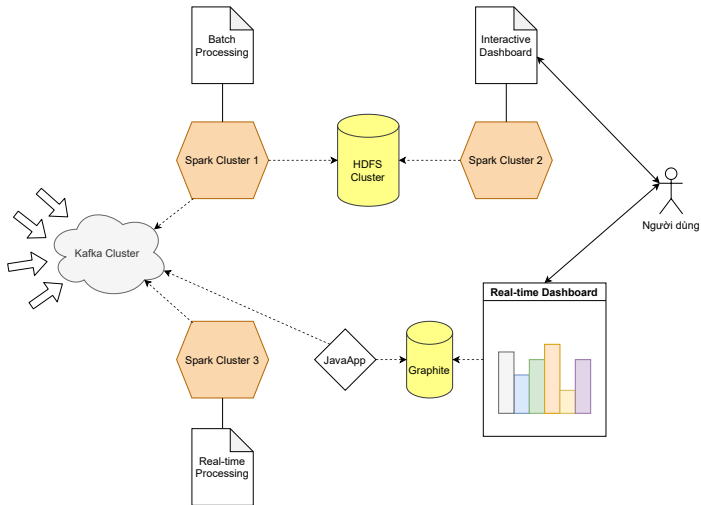 Batch
Processing
Interactive
Dashboard
Spark Cluster 1
HDFS
Cluster
Spark Cluster 2
Người dùng
Kafka Cluster
Real-time Dashboard
Spark Cluster 3
JavaApp
Graphite
Real-time
Processing